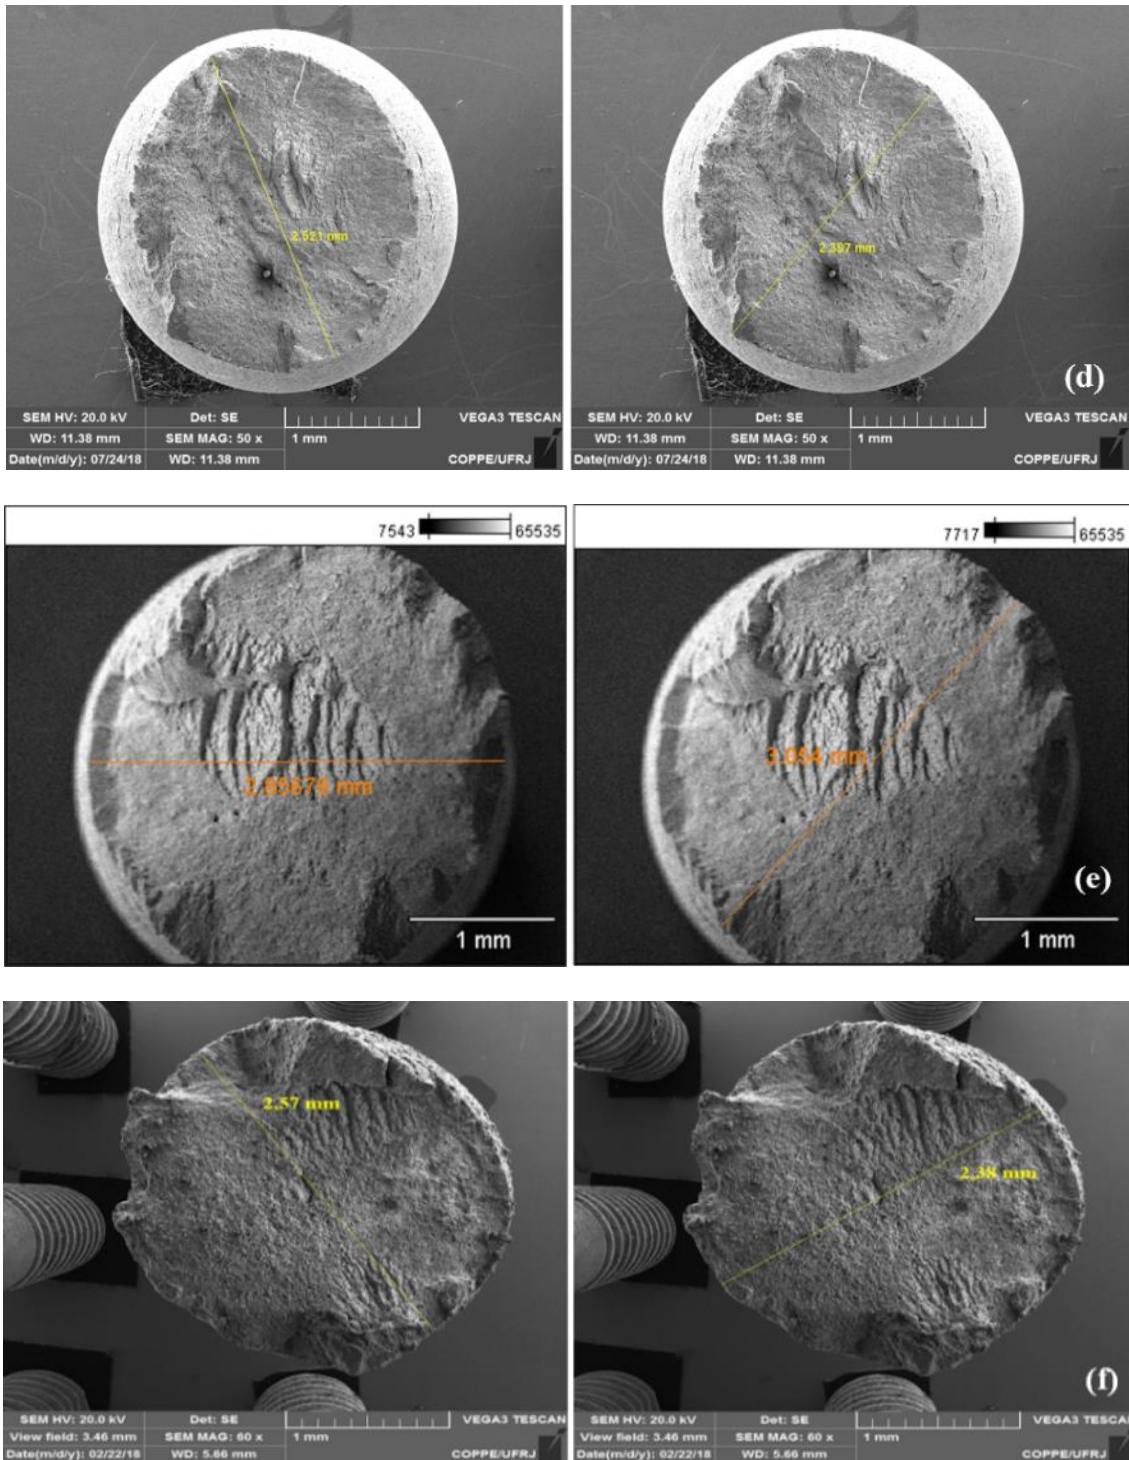 2.521 mm
2.397 mm
(d)
SEM HV: 20.0 kV Det: SE VEGA3 TESCAN
WD: 11.38 mm SEM MAG: 50 x 1 mm
Date(m/d/y): 07/24/18 WD: 11.38 mm COPPE/UFRJ
SEM HV: 20.0 kV Det: SE VEGA3 TESCAN
WD: 11.38 mm SEM MAG: 50 x 1 mm
Date(m/d/y): 07/24/18 WD: 11.38 mm COPPE/UFRJ
7543 65535
7717 65535
mm
3.054 mm
(e)
1 mm
1 mm
2,57 mm
2,38 mm
(f)
SEM HV: 20.0 kV Det: SE VEGA3 TESCAN
View field: 3.46 mm SEM MAG: 60 x 1 mm
Date(m/d/y): 02/22/18 WD: 5.66 mm COPPE/UFRJ
SEM HV: 20.0 kV Det: SE VEGA3 TESCAN
View field: 3.46 mm SEM MAG: 60 x 1 mm
Date(m/d/y): 02/22/18 WD: 5.66 mm COPPE/UFRJ